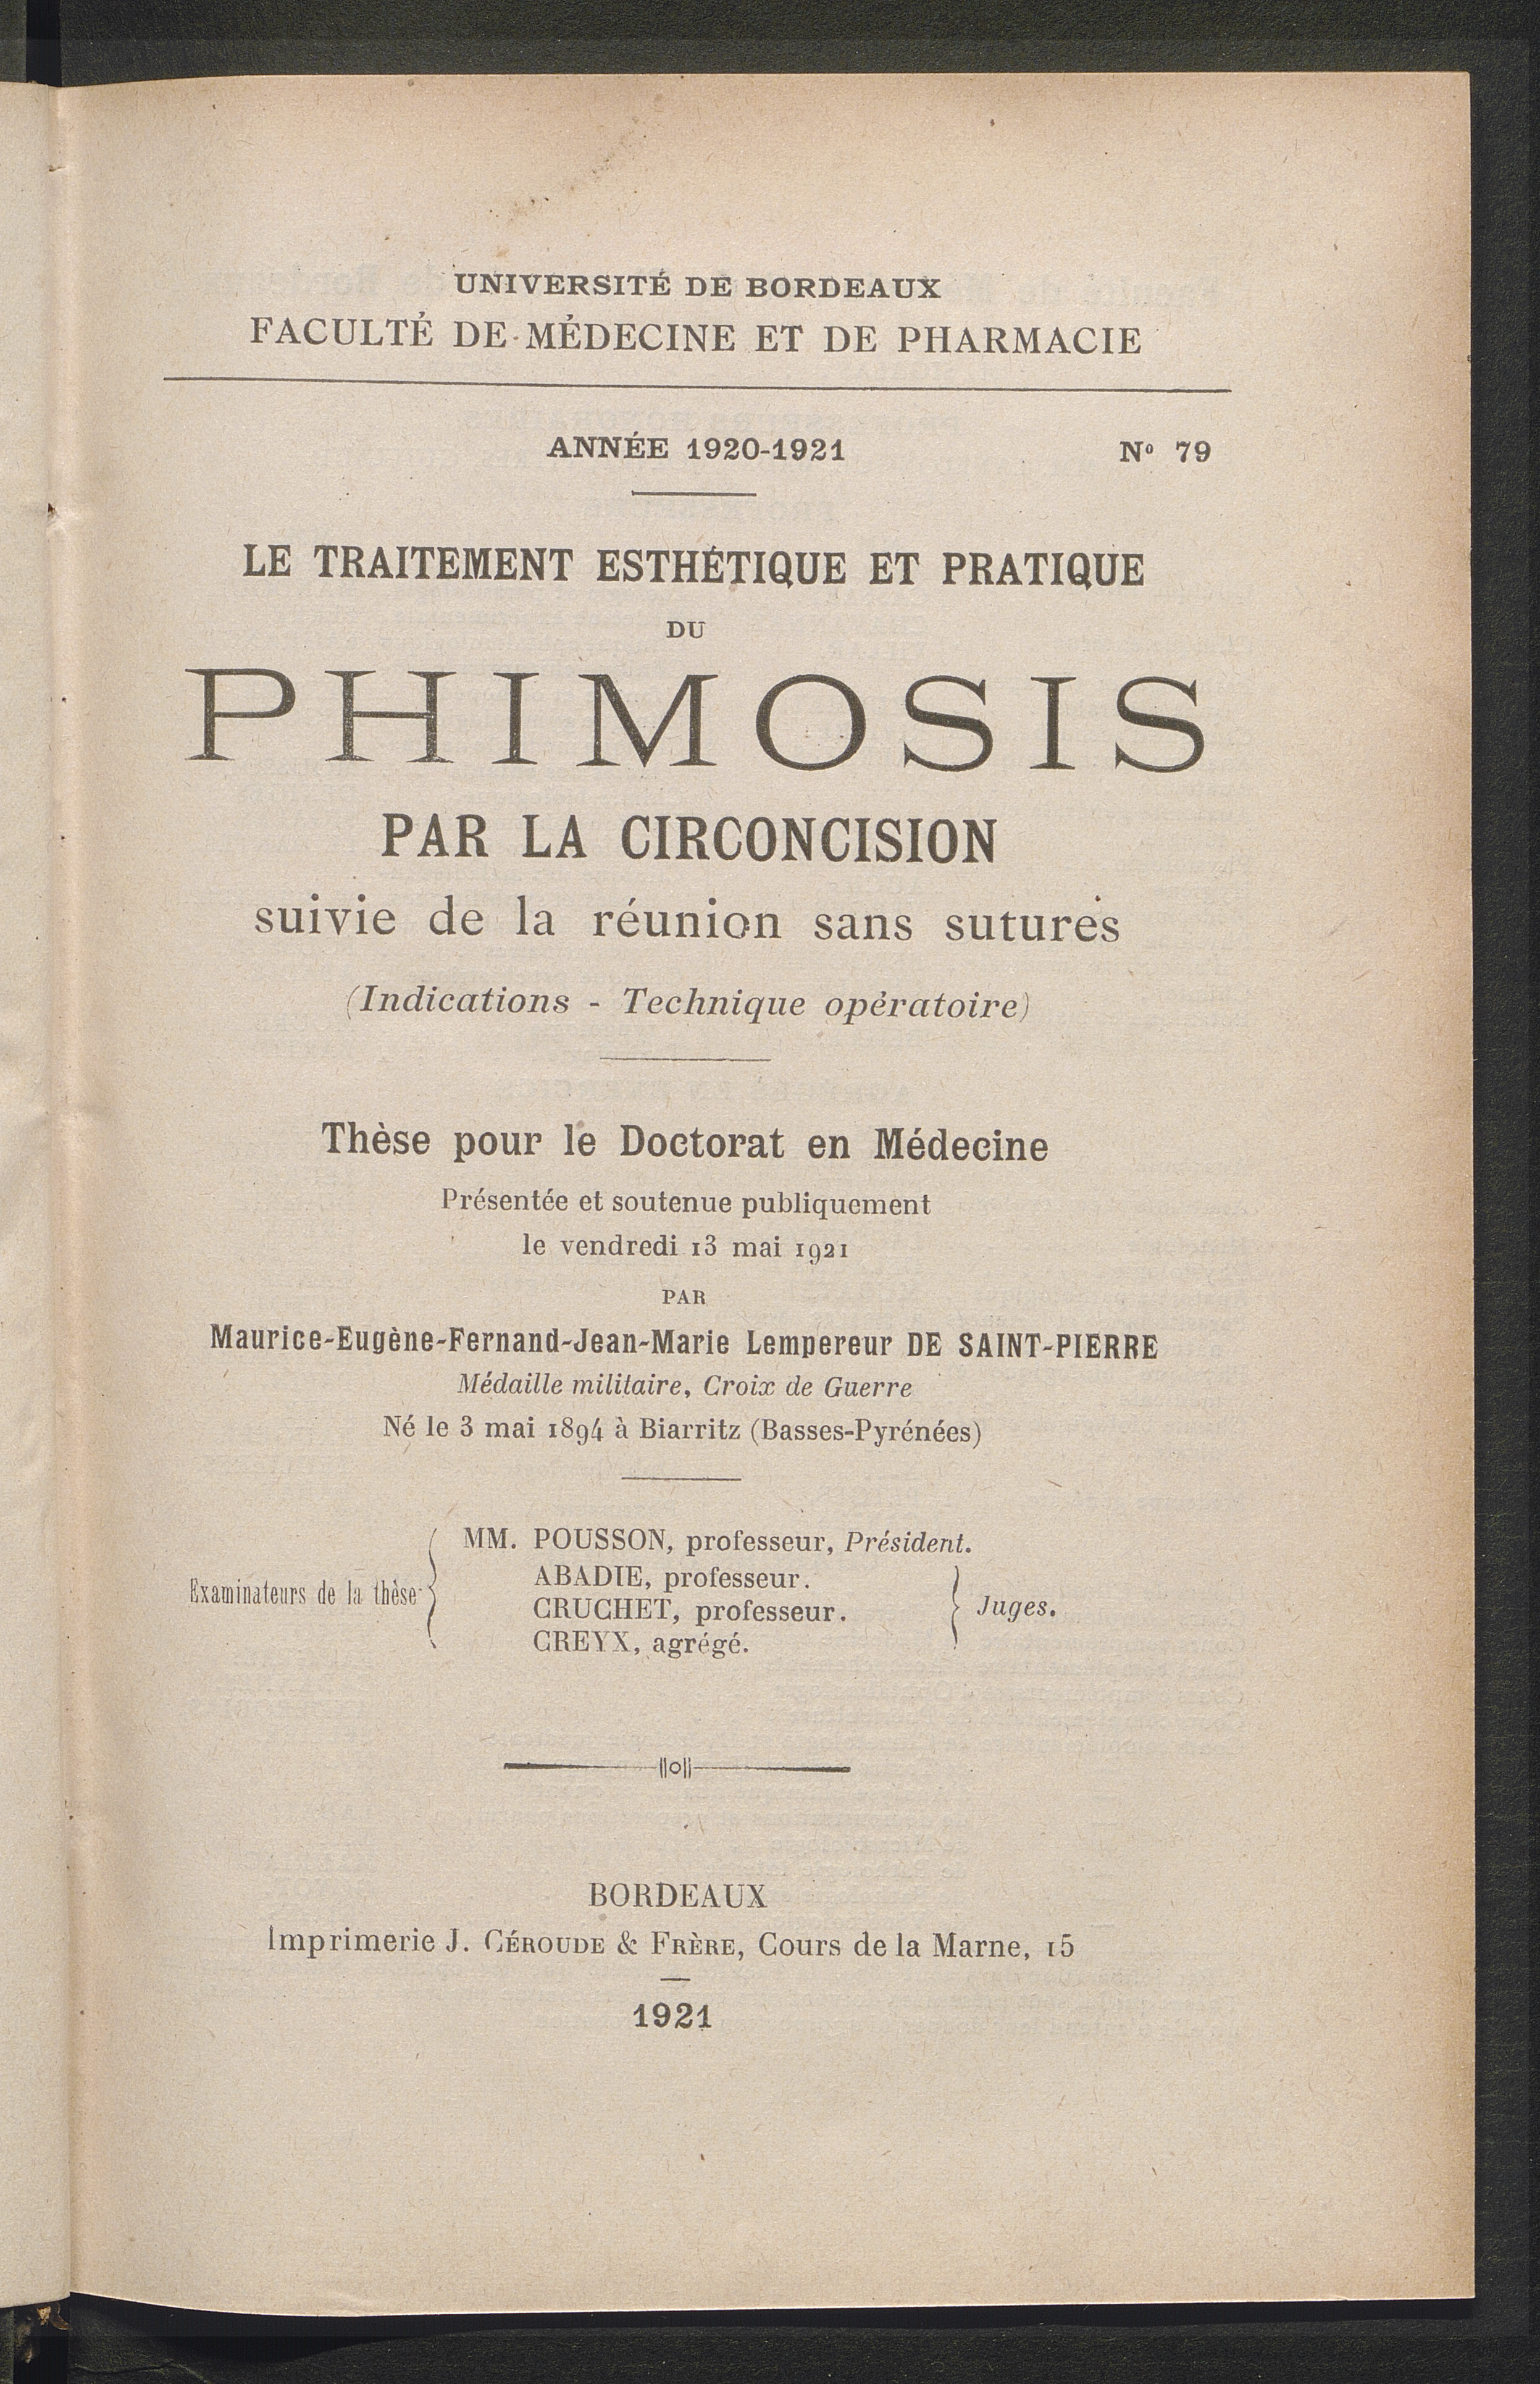 UNIVERSITÉ DE BORDEAUX
FACULTÉ DE MÉDECINE ET DE PHARMACIE
ANNÉE 1920-1921 Nº 79
LE TRAITEMENT ESTHÉTIQUE ET PRATIQUE
DU
PHIMOSIS
PAR LA CIRCONCISION
suivie de la réunion sans sutures
(Indications - Technique opératoire)
Thèse pour le Doctorat en Médecine
Présentée et soutenue publiquement
le vendredi 13 mai 1921
PAR
Maurice-Eugène-Fernand-Jean-Marie Lempereur DE SAINT-PIERRE
Médaille militaire, Croix de Guerre
Né le 3 mai 1894 à Biarritz (Basses-Pyrénées)
MM. POUSSON, professeur, Président.
ABADIE, professeur.
Examinateurs de la thèse
CRUCHET, professeur. Juges.
CREYX, agrégé.
BORDEAUX
Imprimerie J. CÉROUDE & FRÈRE, Cours de la Marne, 15
1921